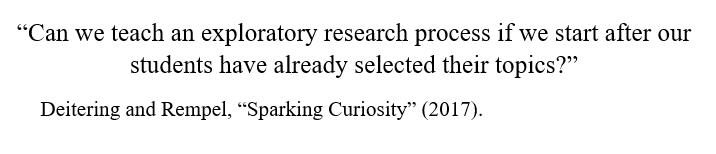 “Can we teach an exploratory research process if we start after our
students have already selected their topics?”
Deitering and Rempel, “Sparking Curiosity” (2017).